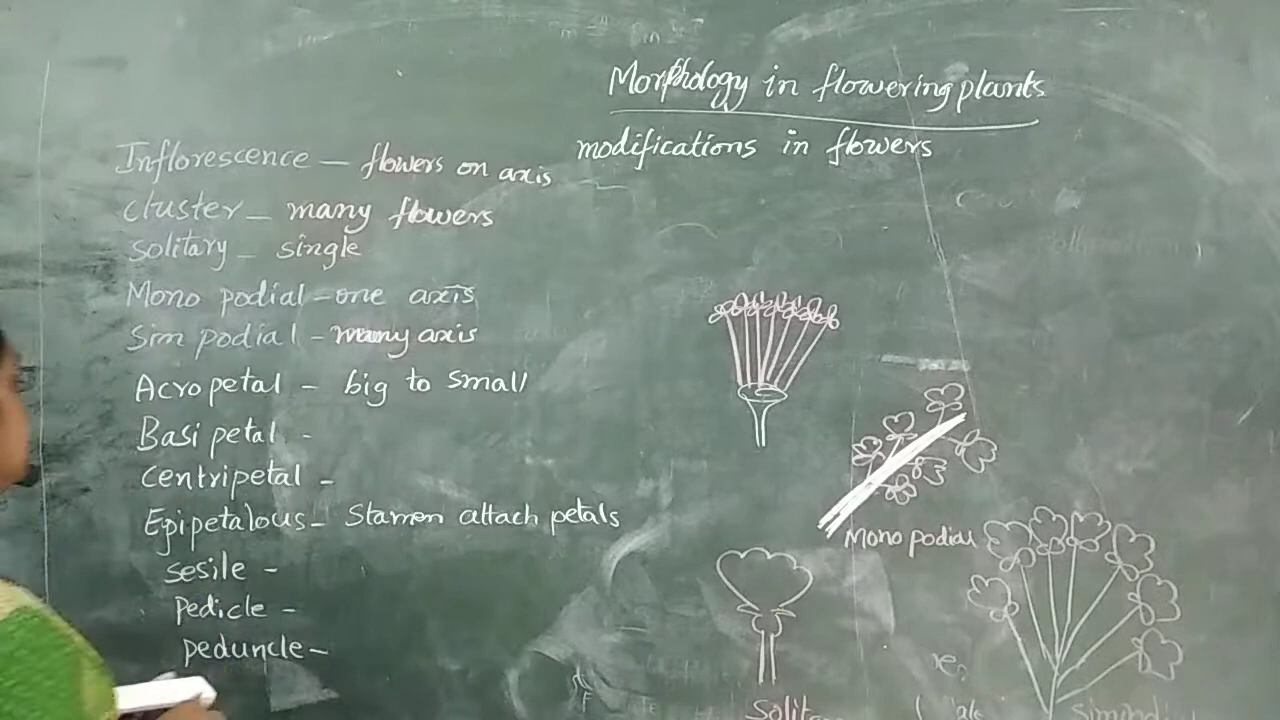 Morphology in flowering plants
modifications in flowers
Inflorescence - flowers on axis
cluster - many flowers
solitary - single
Mono podial - one axis
Sim podial - many axis
Acropetal - big to small
Basi petal -
centripetal -
Epipetalous - Stamen attach petals
sesile -
Pedicle -
peduncle -
Mono podial